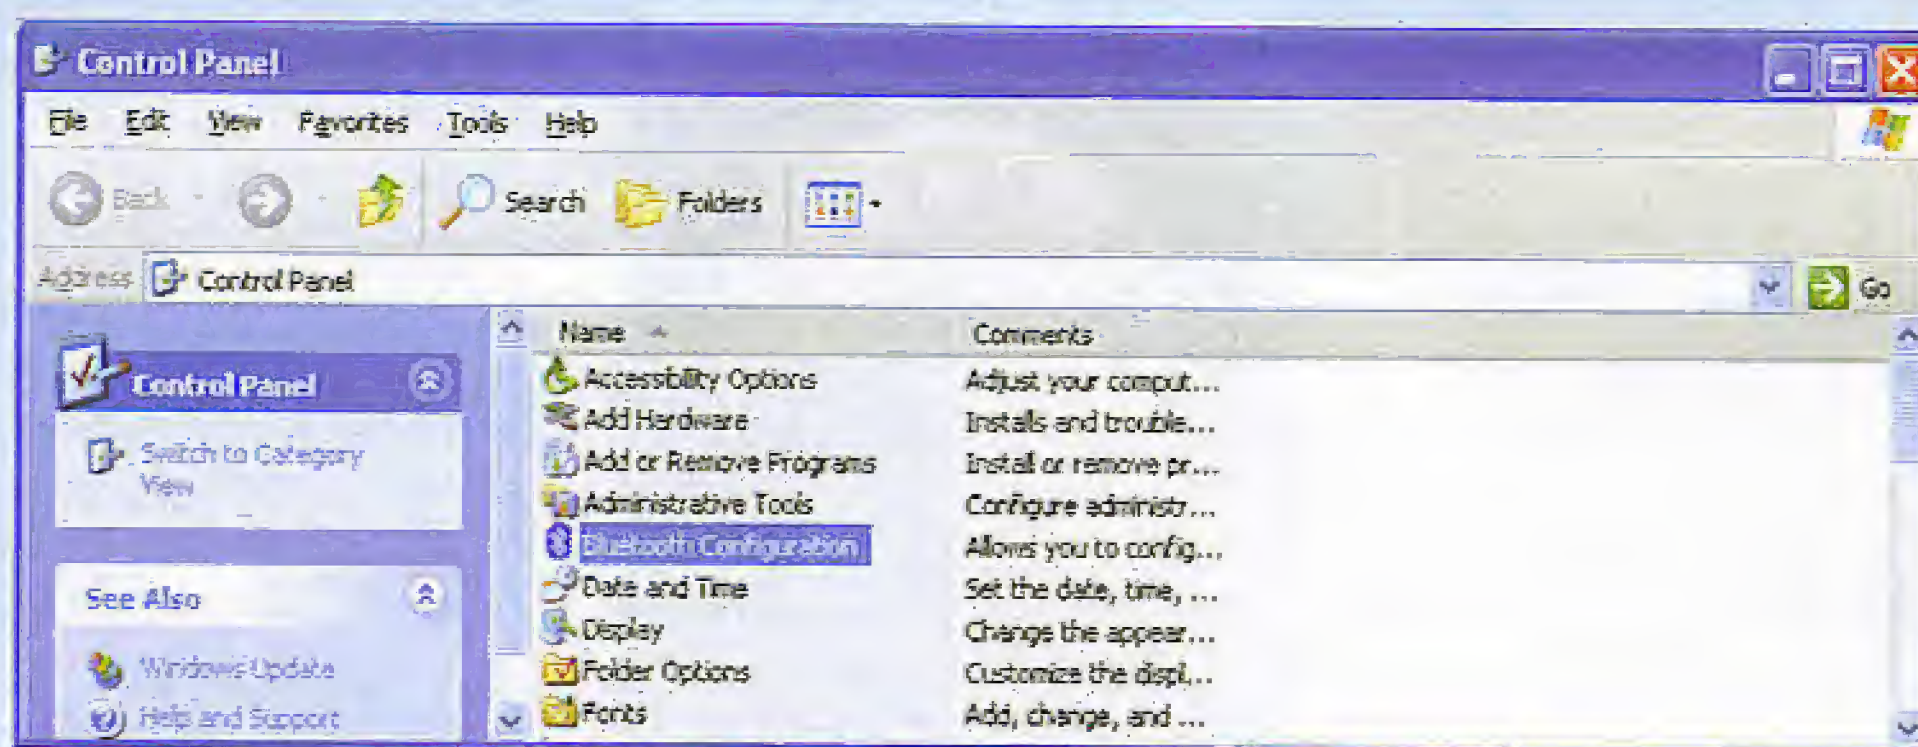 Control Panel
File Edit View Favorites Tools Help
Back Search Folders
Address Control Panel Go
Control Panel
Switch to Category
View
See Also
Windows Update
Help and Support
Name Comments
Accessibility Options Adjust your comput...
Add Hardware Installs and trouble...
Add or Remove Programs Install or remove pr...
Administrative Tools Configure administr...
Bluetooth Configuration Allows you to config...
Date and Time Set the date, time, ...
Display Change the appear...
Folder Options Customize the displ...
Fonts Add, change, and ...